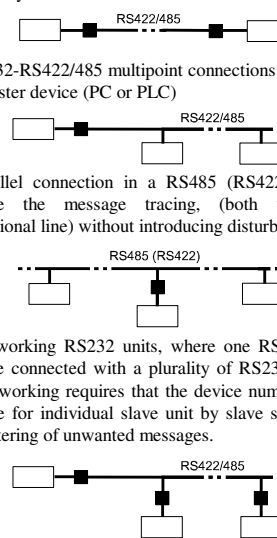 RS422/485
32-RS422/485 multipoint connections
ster device (PC or PLC)
RS422/485
llel connection in a RS485 (RS422
e the message tracing, (both
ional line) without introducing disturb
RS485 (RS422)
working RS232 units, where one RS
e connected with a plurality of RS23
working requires that the device num
e for individual slave unit by slave s
tering of unwanted messages.
RS422/485